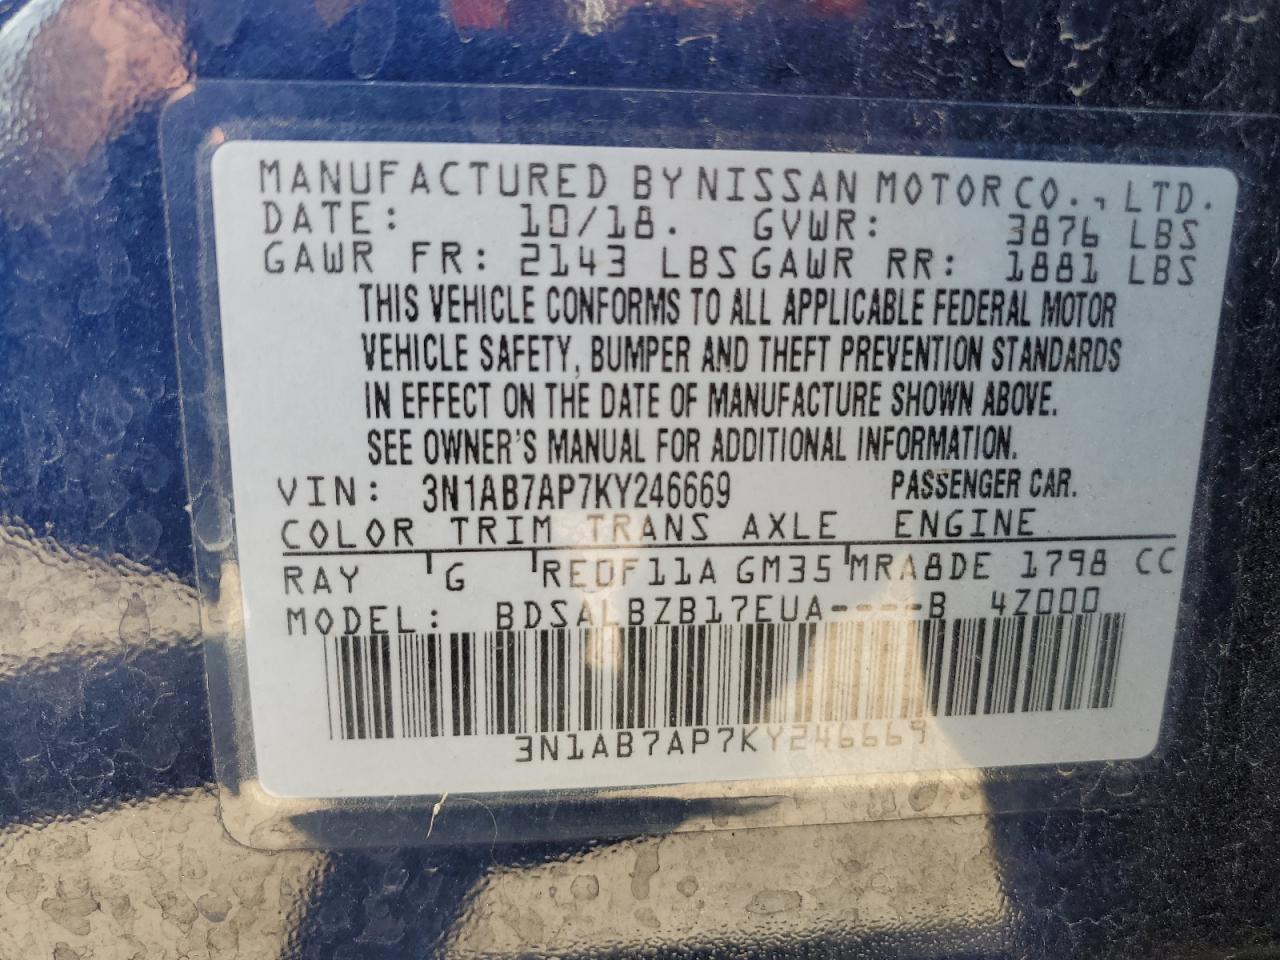 MANUFACTURED BY NISSAN MOTOR CO., LTD.
DATE: 10/18. GVWR: 3876 LBS
GAWR FR: 2143 LBS GAWR RR: 1881 LBS
THIS VEHICLE CONFORMS TO ALL APPLICABLE FEDERAL MOTOR
VEHICLE SAFETY, BUMPER AND THEFT PREVENTION STANDARDS
IN EFFECT ON THE DATE OF MANUFACTURE SHOWN ABOVE.
SEE OWNER'S MANUAL FOR ADDITIONAL INFORMATION.
VIN: 3N1AB7AP7KY246669 PASSENGER CAR.
COLOR TRIM TRANS AXLE ENGINE
RAY G RE0F11A GM35 MRA8DE 1798 CC
MODEL: BDSALBZB17EUA----B 4Z000
3N1AB7AP7KY246669